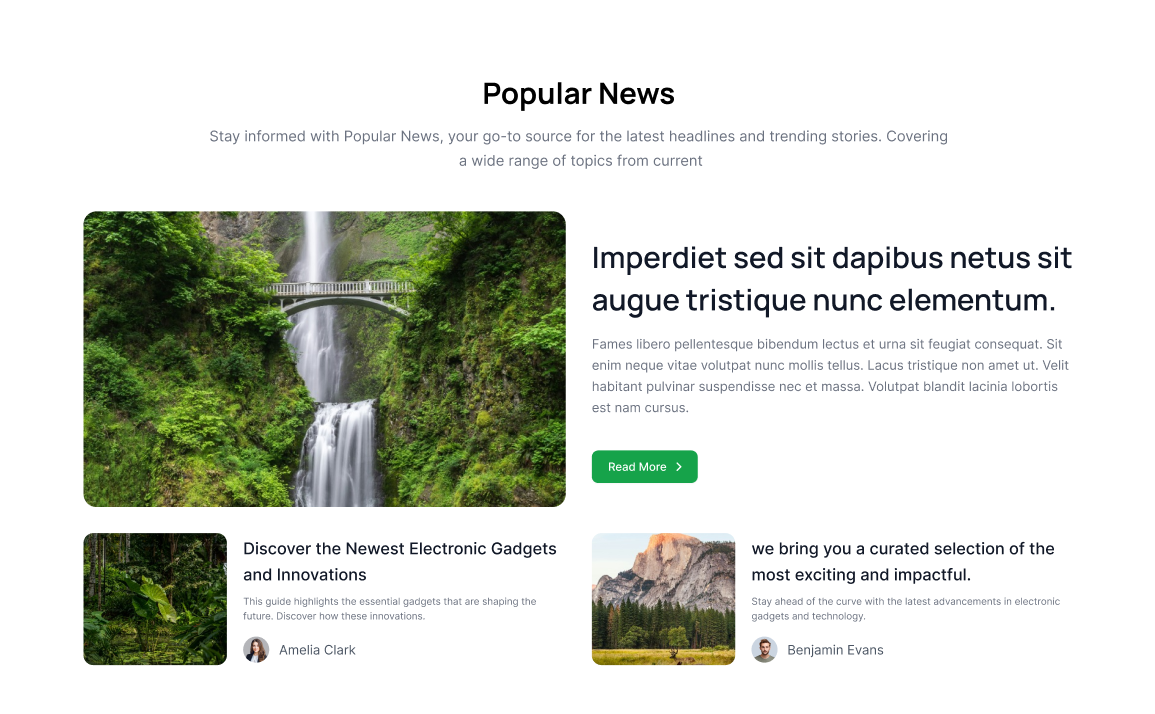 Popular News
Stay informed with Popular News, your go-to source for the latest headlines and trending stories. Covering
a wide range of topics from current
Imperdiet sed sit dapibus netus sit
augue tristique nunc elementum.
Fames libero pellentesque bibendum lectus et urna sit feugiat consequat. Sit
enim neque vitae volutpat nunc mollis tellus. Lacus tristique non amet ut. Velit
habitant pulvinar suspendisse nec et massa. Volutpat blandit lacinia lobortis
est nam cursus.
Read More
Discover the Newest Electronic Gadgets
and Innovations
This guide highlights the essential gadgets that are shaping the
future. Discover how these innovations.
Amelia Clark
we bring you a curated selection of the
most exciting and impactful.
Stay ahead of the curve with the latest advancements in electronic
gadgets and technology.
Benjamin Evans